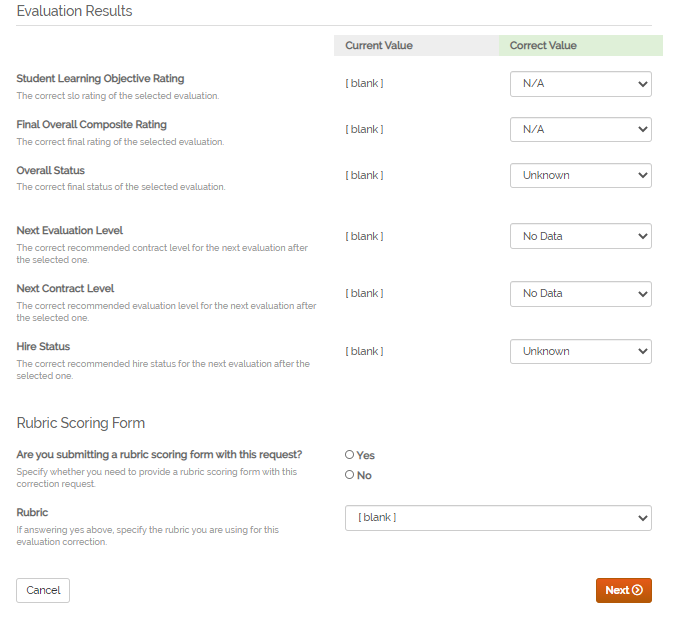 Evaluation Results
Current Value Correct Value
Student Learning Objective Rating
The correct slo rating of the selected evaluation.
[ blank ] N/A
Final Overall Composite Rating
The correct final rating of the selected evaluation.
[ blank ] N/A
Overall Status
The correct final status of the selected evaluation.
[ blank ] Unknown
Next Evaluation Level
The correct recommended contract level for the next evaluation after
the selected one.
[ blank ] No Data
Next Contract Level
The correct recommended evaluation level for the next evaluation after
the selected one.
[ blank ] No Data
Hire Status
The correct recommended hire status for the next evaluation after the
selected one.
[ blank ] Unknown
Rubric Scoring Form
Are you submitting a rubric scoring form with this request?
Specify whether you need to provide a rubric scoring form with this
correction request.
Yes
No
Rubric
If answering yes above, specify the rubric you are using for this
evaluation correction.
[ blank ]
Cancel
Next